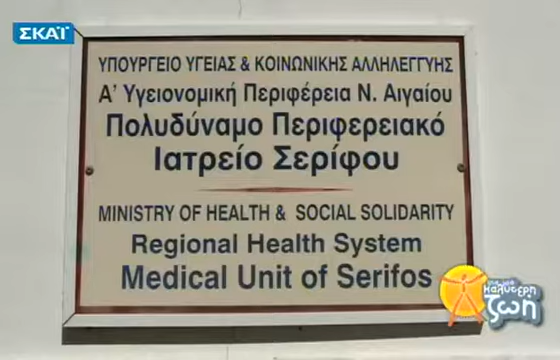 ΣΚΑΪ
ΥΠΟΥΡΓΕΙΟ ΥΓΕΙΑΣ & ΚΟΙΝΩΝΙΚΗΣ ΑΛΛΗΛΕΓΓΥΗΣ
Α' Υγειονομική Περιφέρεια Ν. Αιγαίου
Πολυδύναμο Περιφερειακό
Ιατρείο Σερίφου
MINISTRY OF HEALTH & SOCIAL SOLIDARITY
Regional Health System
Medical Unit of Serifos
καλύτερη
ζωή